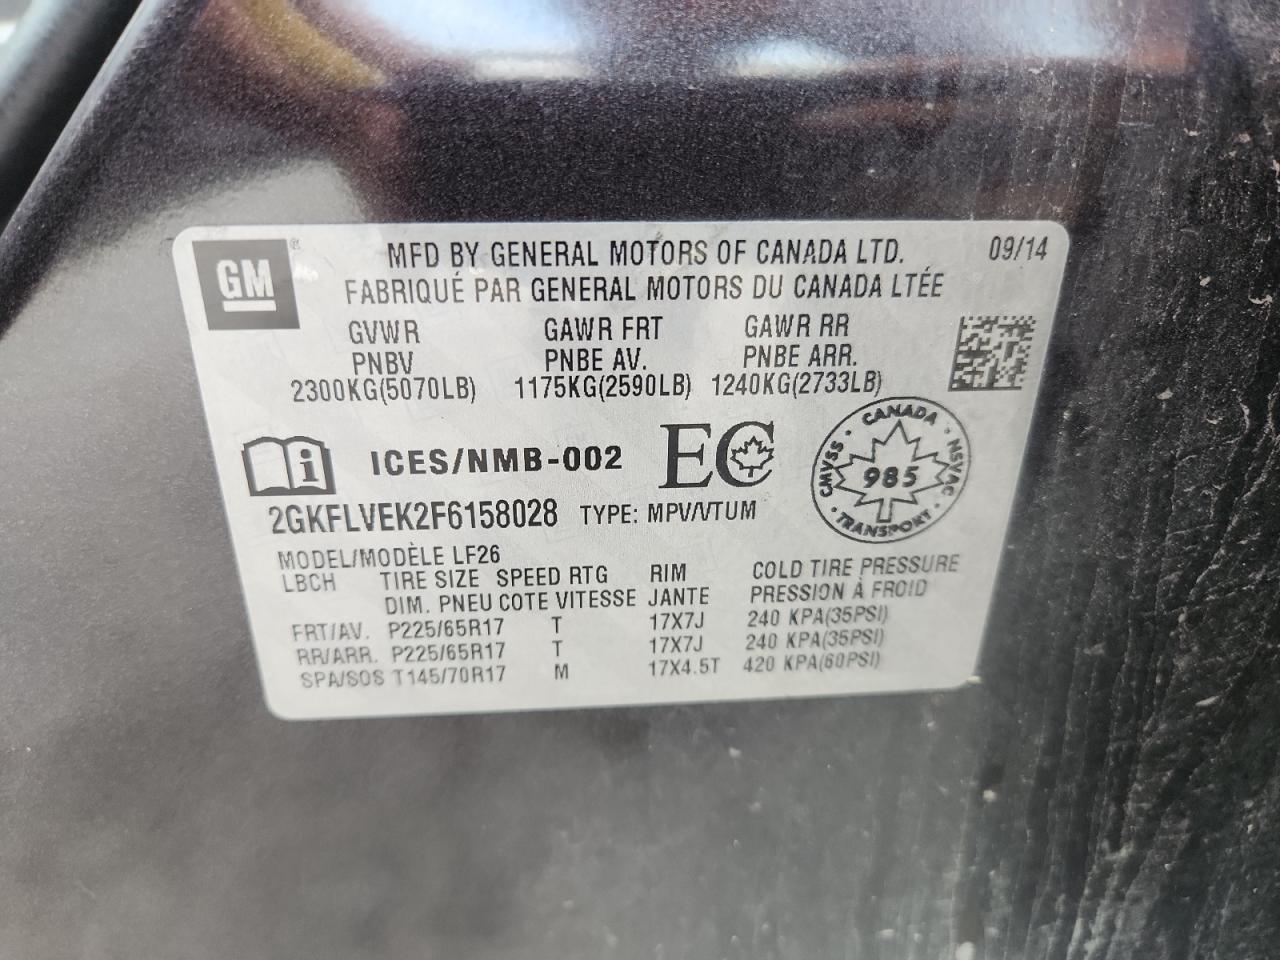 GM ® MFD BY GENERAL MOTORS OF CANADA LTD. 09/14
FABRIQUÉ PAR GENERAL MOTORS DU CANADA LTÉE
GVWR GAWR FRT GAWR RR
PNBV PNBE AV. PNBE ARR.
2300KG(5070LB) 1175KG(2590LB) 1240KG(2733LB)
i ICES/NMB-002 EC
CANADA
CMVSS • 985 • NSVAC
• TRANSPORT •
2GKFLVEK2F6158028 TYPE: MPV/VTUM
MODEL/MODÈLE LF26
LBCH TIRE SIZE SPEED RTG RIM COLD TIRE PRESSURE
DIM. PNEU COTE VITESSE JANTE PRESSION À FROID
FRT/AV. P225/65R17 T 17X7J 240 KPA(35PSI)
RR/ARR. P225/65R17 T 17X7J 240 KPA(35PSI)
SPA/SOS T145/70R17 M 17X4.5T 420 KPA(60PSI)